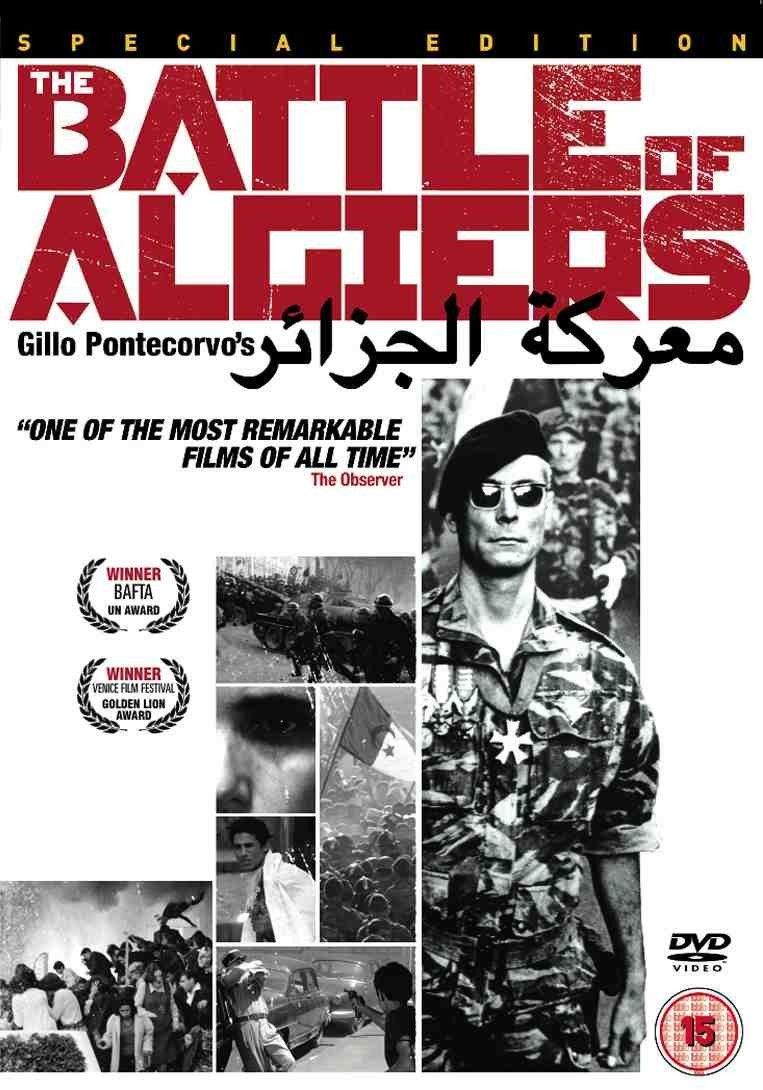 SPECIAL EDITION
THE
BATTLE OF
ALGIERS
Gillo Pontecorvo's
معركة الجزائر
"ONE OF THE MOST REMARKABLE
FILMS OF ALL TIME"
The Observer
WINNER
BAFTA
UN AWARD
WINNER
VENICE FILM FESTIVAL
GOLDEN LION
AWARD
DVD
VIDEO
15